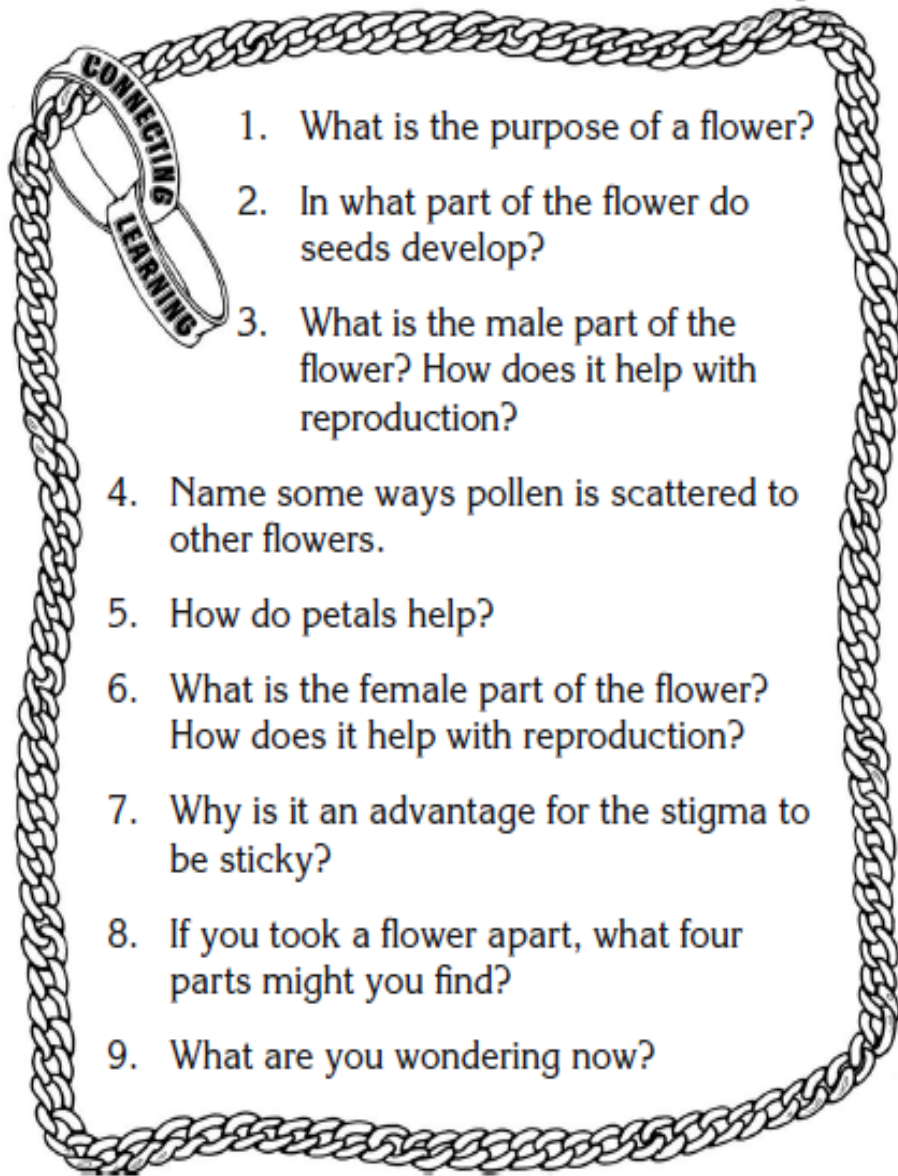 CONNECTING
LEARNING
1. What is the purpose of a flower?
2. In what part of the flower do
seeds develop?
3. What is the male part of the
flower? How does it help with
reproduction?
4. Name some ways pollen is scattered to
other flowers.
5. How do petals help?
6. What is the female part of the flower?
How does it help with reproduction?
7. Why is it an advantage for the stigma to
be sticky?
8. If you took a flower apart, what four
parts might you find?
9. What are you wondering now?